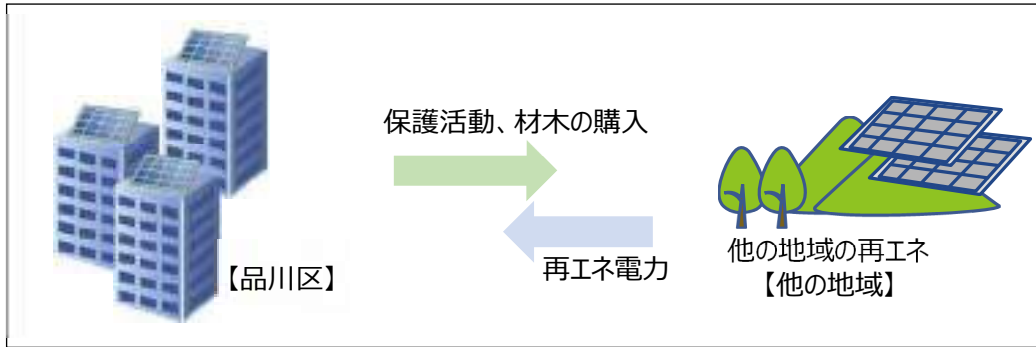 保護活動、材木の購入
再エネ電力
【品川区】
他の地域の再エネ
【他の地域】